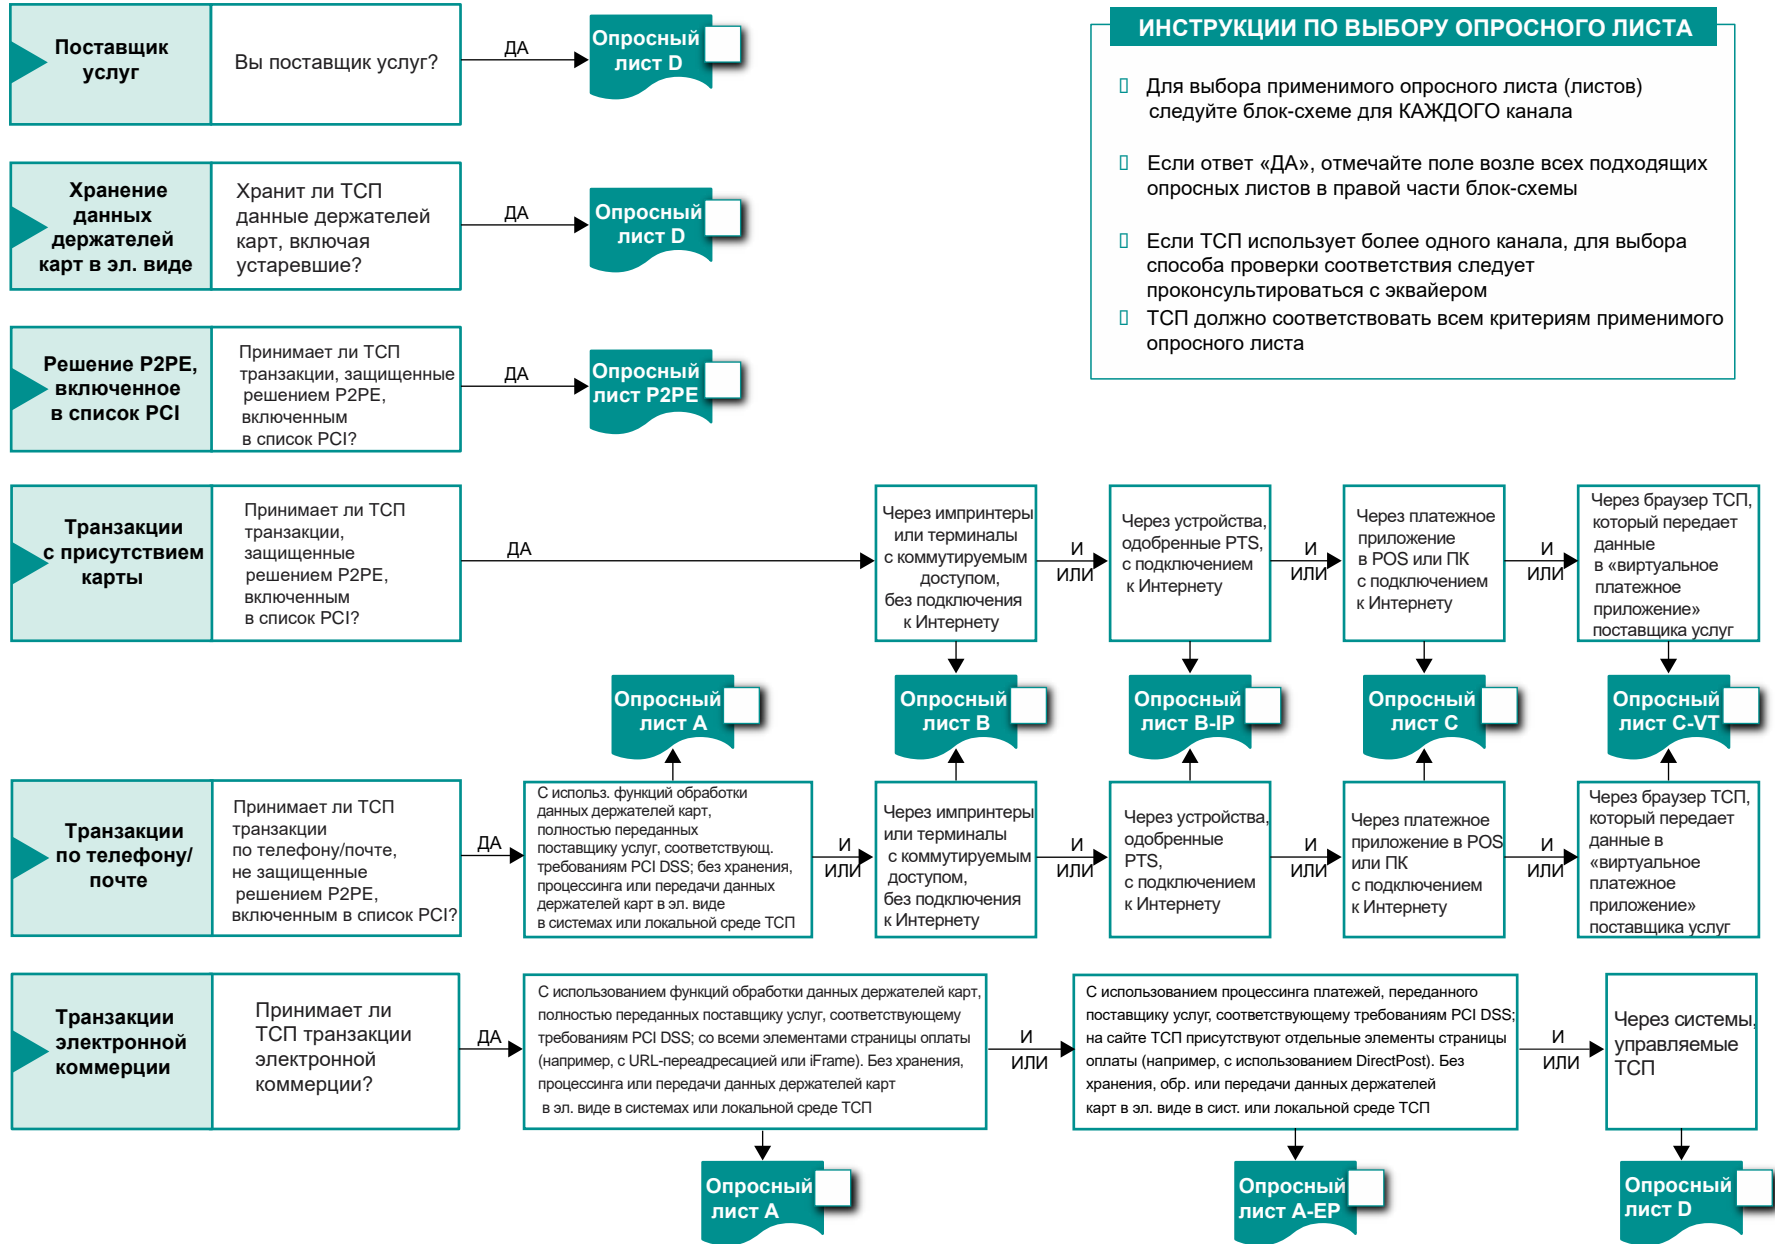 Поставщик
услуг
Вы поставщик услуг?
ДА
Опросный
лист D
ИНСТРУКЦИИ ПО ВЫБОРУ ОПРОСНОГО ЛИСТА
Для выбора применимого опросного листа (листов)
следуйте блок-схеме для КАЖДОГО канала
Если ответ «ДА», отмечайте поле возле всех подходящих
опросных листов в правой части блок-схемы
Если ТСП использует более одного канала, для выбора
способа проверки соответствия следует
проконсультироваться с эквайером
ТСП должно соответствовать всем критериям применимого
опросного листа
Хранение
данных
держателей
карт в эл. виде
Хранит ли ТСП
данные держателей
карт, включая
устаревшие?
ДА
Опросный
лист D
Решение P2PE,
включенное
в список PCI
Принимает ли ТСП
транзакции, защищенные
решением P2PE,
включенным
в список PCI?
ДА
Опросный
лист P2PE
Транзакции
с присутствием
карты
Принимает ли ТСП
транзакции,
защищенные
решением P2PE,
включенным
в список PCI?
ДА
Через импринтеры
или терминалы
с коммутируемым
доступом,
без подключения
к Интернету
И
ИЛИ
Через устройства,
одобренные PTS,
с подключением
к Интернету
И
ИЛИ
Через платежное
приложение
в POS или ПК
с подключением
к Интернету
И
ИЛИ
Через браузер ТСП,
который передает
данные
в «виртуальное
платежное
приложение»
поставщика услуг
Опросный
лист A
Опросный
лист B
Опросный
лист B-IP
Опросный
лист C
Опросный
лист C-VT
Транзакции
по телефону/
почте
Принимает ли ТСП
транзакции
по телефону/почте,
не защищенные
решением P2PE,
включенным в список PCI?
ДА
С использ. функций обработки
данных держателей карт,
полностью переданных
поставщику услуг, соответствующ.
требованиям PCI DSS; без хранения,
процессинга или передачи данных
держателей карт в эл. виде
в системах или локальной среде ТСП
И
ИЛИ
Через импринтеры
или терминалы
с коммутируемым
доступом,
без подключения
к Интернету
И
ИЛИ
Через устройства,
одобренные
PTS,
с подключением
к Интернету
И
ИЛИ
Через платежное
приложение в POS
или ПК
с подключением
к Интернету
И
ИЛИ
Через браузер ТСП,
который передает
данные в
«виртуальное
платежное
приложение»
поставщика услуг
Транзакции
электронной
коммерции
Принимает ли
ТСП транзакции
электронной
коммерции?
ДА
С использованием функций обработки данных держателей карт,
полностью переданных поставщику услуг, соответствующему
требованиям PCI DSS; со всеми элементами страницы оплаты
(например, с URL-переадресацией или iFrame). Без хранения,
процессинга или передачи данных держателей карт
в эл. виде в системах или локальной среде ТСП
И
ИЛИ
С использованием процессинга платежей, переданного
поставщику услуг, соответствующему требованиям PCI DSS;
на сайте ТСП присутствуют отдельные элементы страницы
оплаты (например, с использованием DirectPost). Без
хранения, обр. или передачи данных держателей
карт в эл. виде в сист. или локальной среде ТСП
И
ИЛИ
Через системы,
управляемые
ТСП
Опросный
лист A
Опросный
лист A-EP
Опросный
лист D